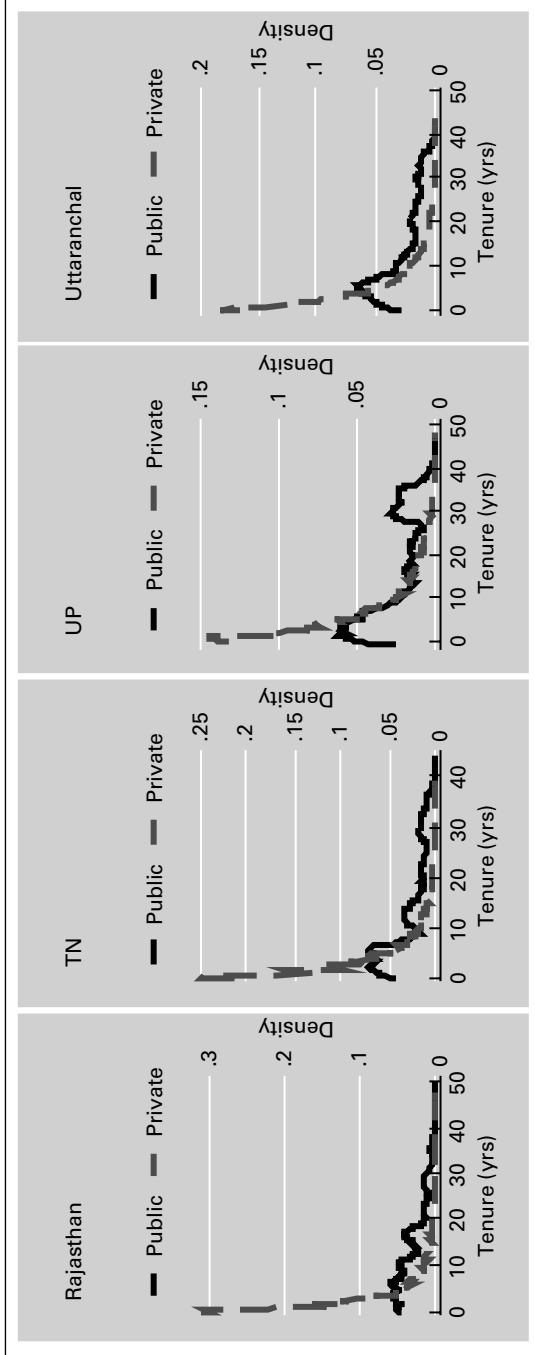 Rajasthan
Public Private
Density
.3
.2
.1
0
0 10 20 30 40 50
Tenure (yrs)
TN
Public Private
Density
.25
.2
.15
.1
.05
0
0 10 20 30 40
Tenure (yrs)
UP
Public Private
Density
.15
.1
.05
0
0 10 20 30 40 50
Tenure (yrs)
Uttaranchal
Public Private
Density
.2
.15
.1
.05
0
0 10 20 30 40 50
Tenure (yrs)